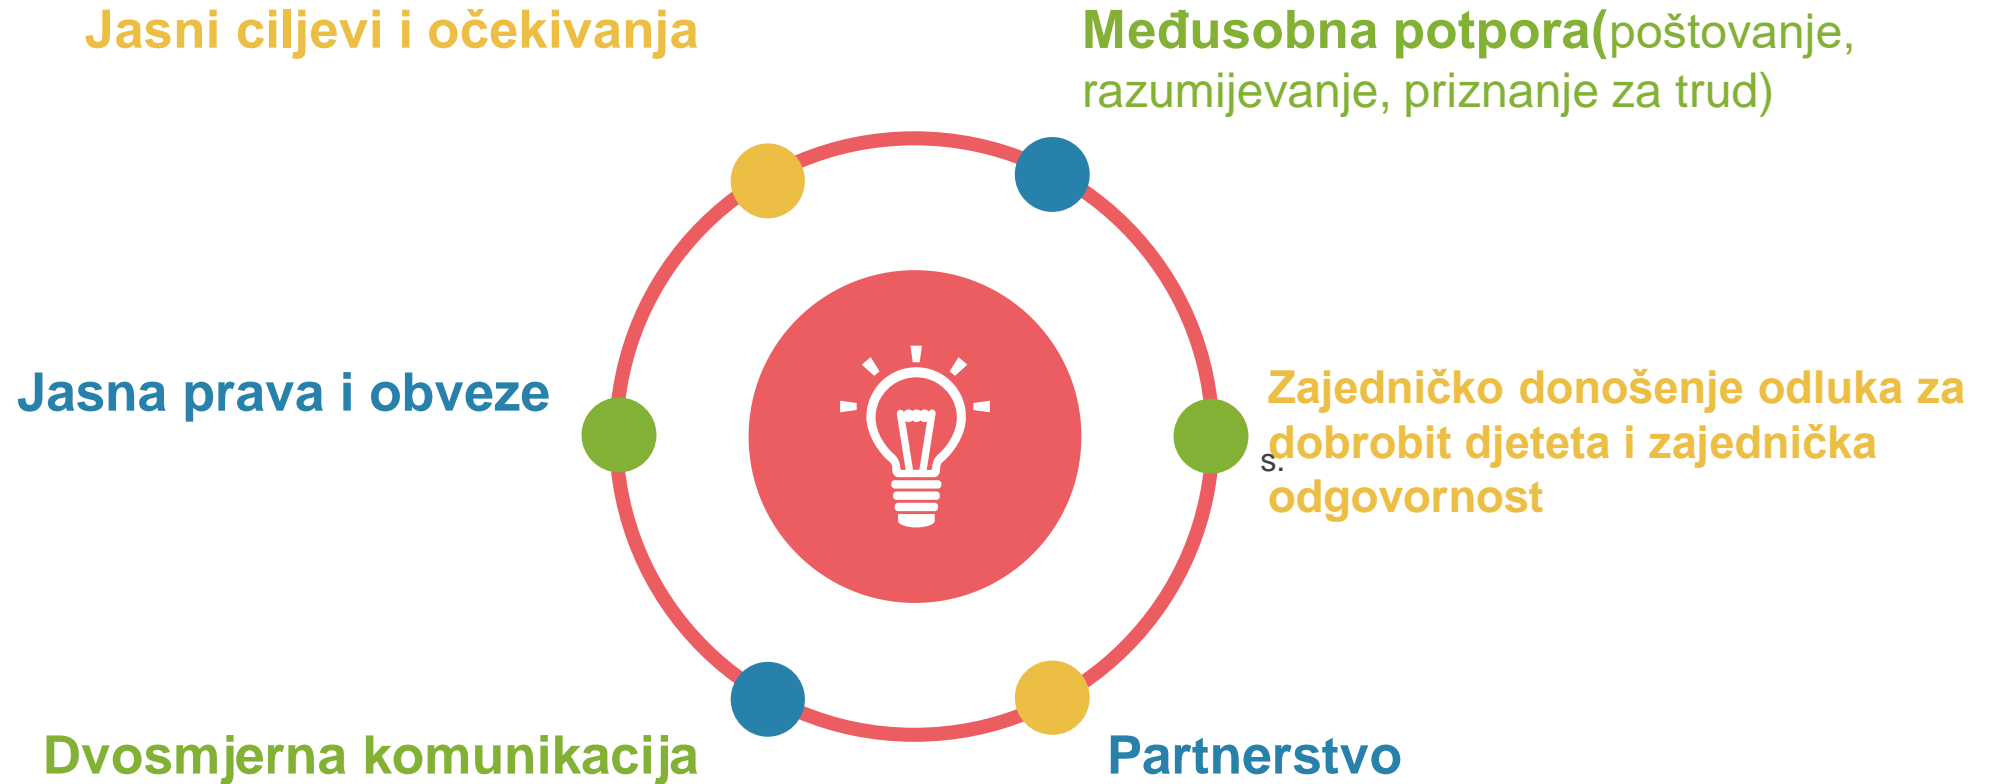 Jasni ciljevi i očekivanja
Međusobna potpora(poštovanje,
razumijevanje, priznanje za trud)
Jasna prava i obveze
Zajedničko donošenje odluka za
dobrobit djeteta i zajednička
s.
odgovornost
Dvosmjerna komunikacija
Partnerstvo